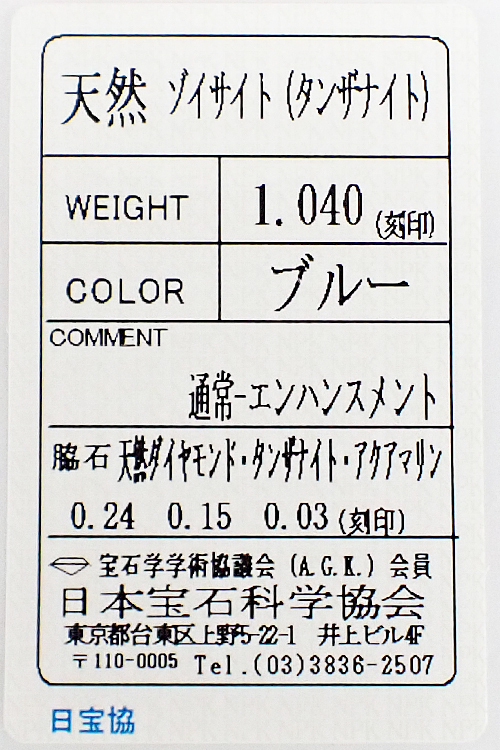 天然 ゾイサイト (タンザナイト)
WEIGHT 1.040 (刻印)
COLOR ブルー
COMMENT
通常-エンハンスメント
脇石 天然ダイヤモンド・タンザナイト・アクアマリン
0.24 0.15 0.03 (刻印)
宝石学学術協議会 (A.G.K.) 会員
日本宝石科学協会
東京都台東区上野5-22-1 井上ビル4F
〒110-0005 Tel.(03)3836-2507
日宝協